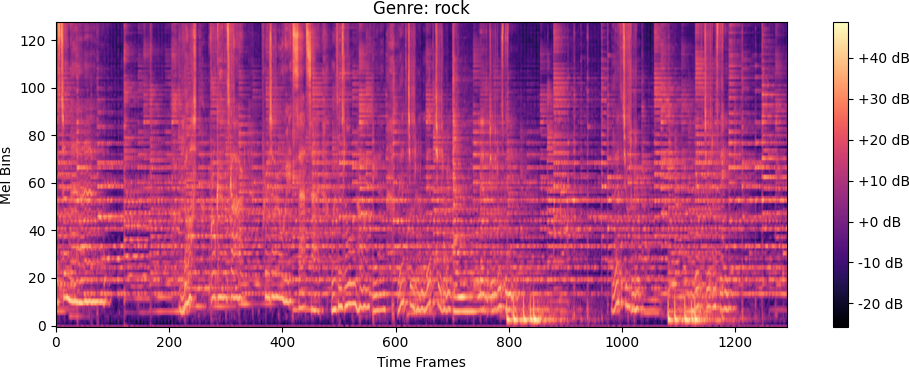 Genre: rock
120
100
80
60
40
20
0
Mel Bins
0 200 400 600 800 1000 1200
Time Frames
+40 dB
+30 dB
+20 dB
+10 dB
+0 dB
-10 dB
-20 dB